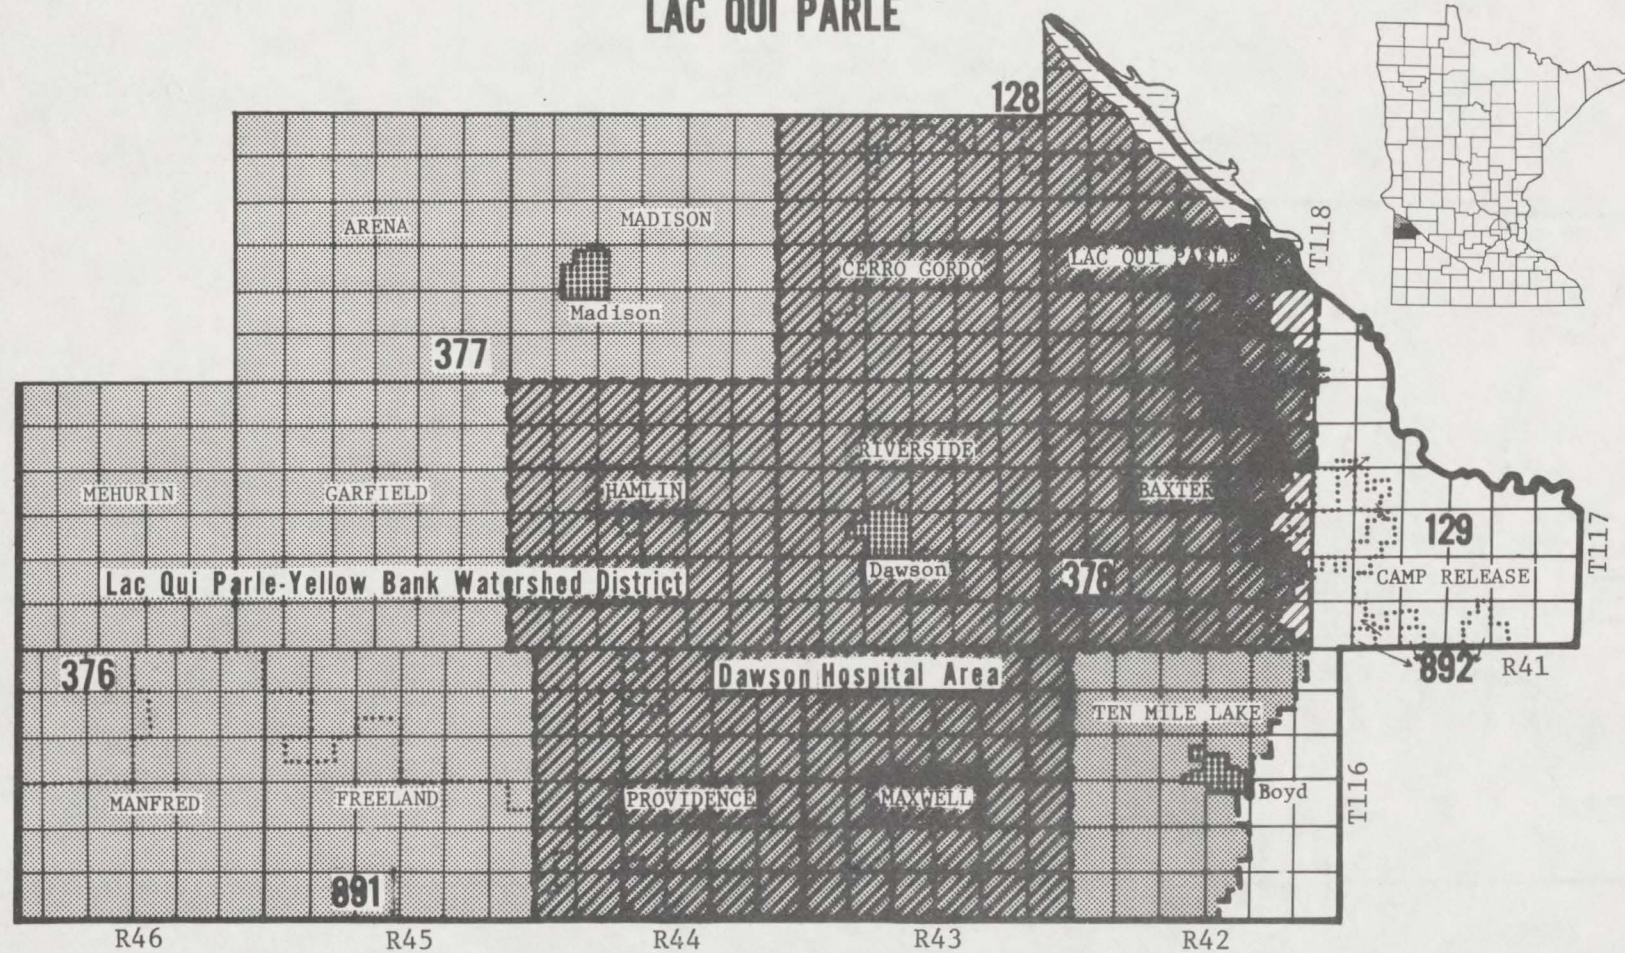 LAC QUI PARLE
128
T118
ARENA
MADISON
CERRO GORDO
LAC QUI PARLE
Madison
377
MEHURIN
GARFIELD
HAMLIN
RIVERSIDE
BAXTER
129
T117
Dawson
378
CAMP RELEASE
Lac Qui Parle-Yellow Bank Watershed District
376
Dawson Hospital Area
892
R41
TEN MILE LAKE
MANFRED
FREELAND
PROVIDENCE
MAXWELL
Boyd
T116
891
R46
R45
R44
R43
R42